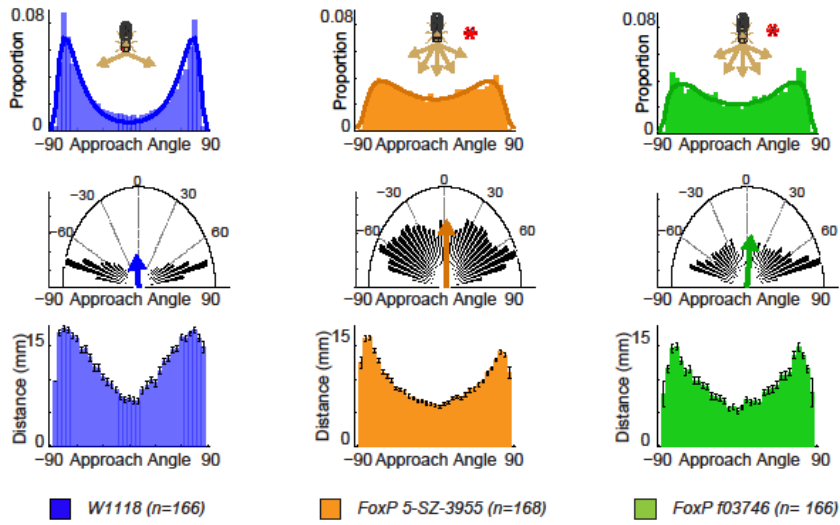 0.08 0.08 0.08
Proportion Proportion Proportion
* *
0 0 0
−90 Approach Angle 90 −90 Approach Angle 90 −90 Approach Angle 90
0 0 0
−30 30 −30 30 −30 30
−60 60 −60 60 −60 60
−90 Approach Angle 90 −90 Approach Angle 90 −90 Approach Angle 90
15 15 15
Distance (mm) Distance (mm) Distance (mm)
0 0 0
−90 Approach Angle 90 −90 Approach Angle 90 −90 Approach Angle 90
W1118 (n=166) FoxP 5-SZ-3955 (n=168) FoxP f03746 (n= 166)